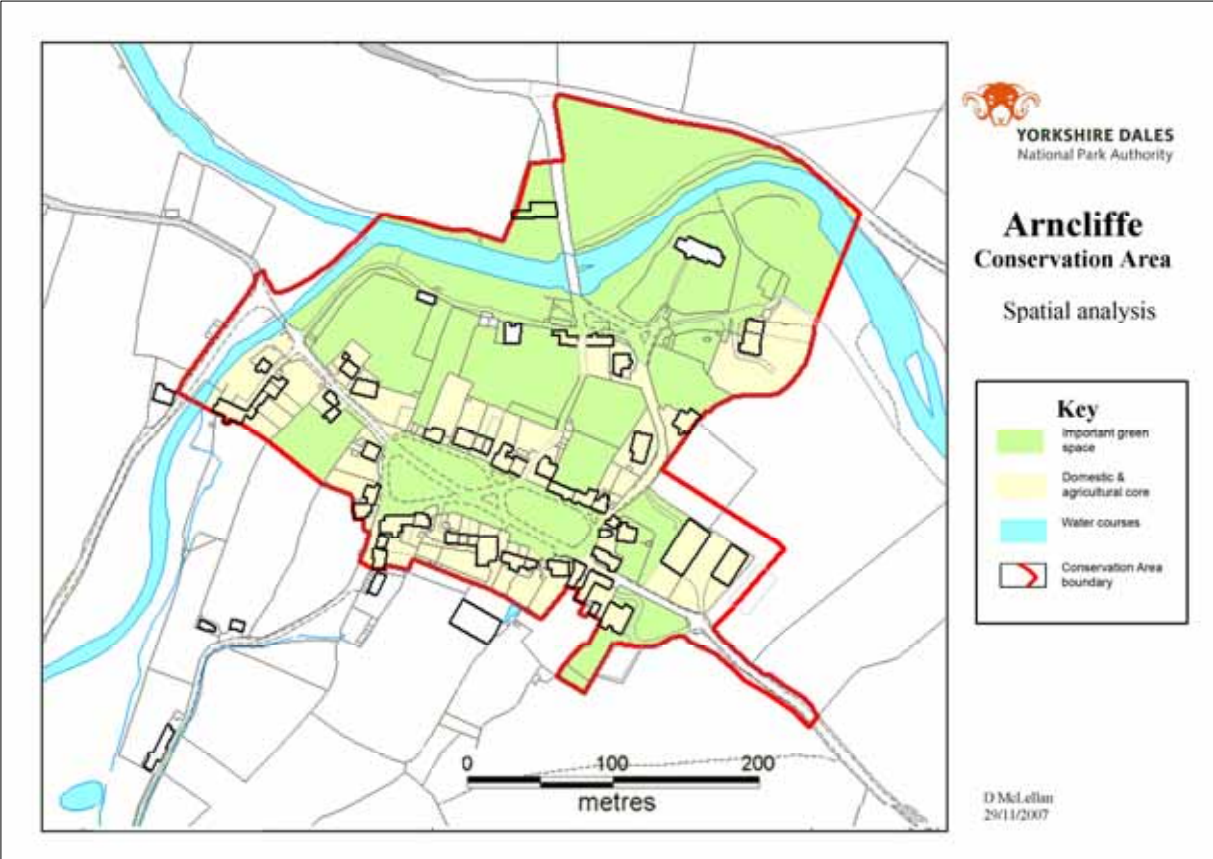 YORKSHIRE DALES
National Park Authority
Arncliffe
Conservation Area
Spatial analysis
Key
Important green
space
Domestic &
agricultural core
Water courses
Conservation Area
boundary
0 100 200
metres
D McLellan
29/11/2007